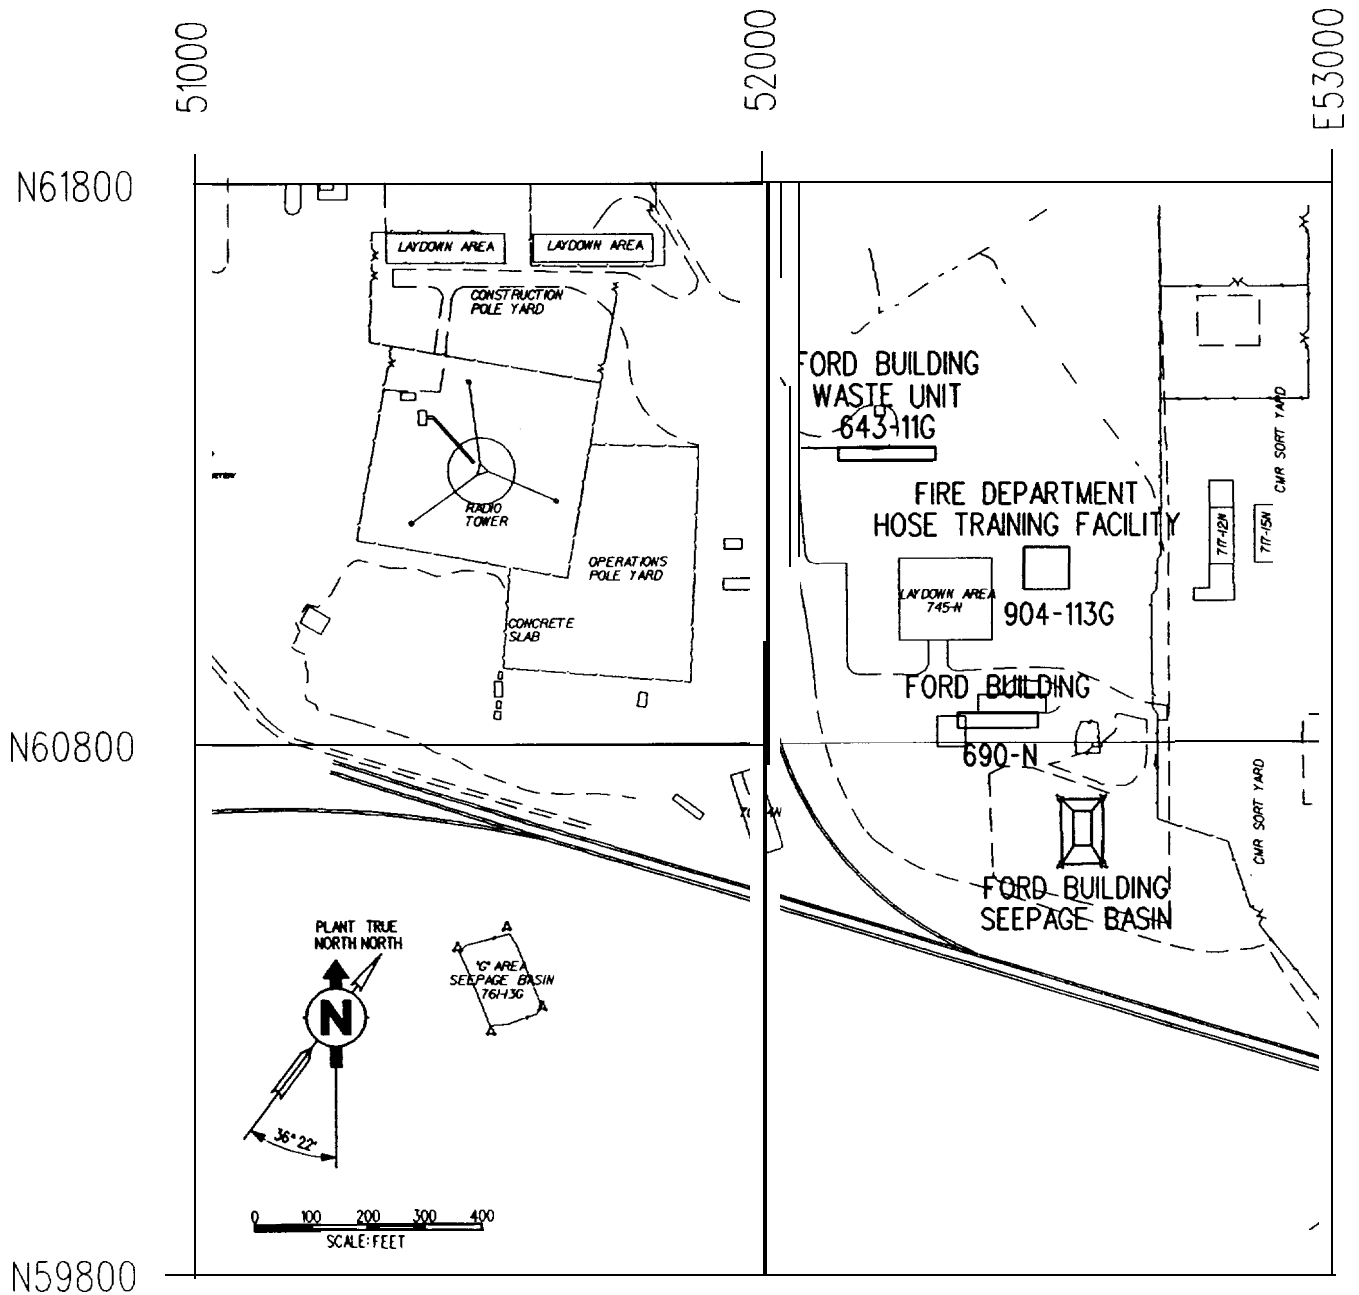 51000
52000
E53000
N61800
LAYDOWN AREA
LAYDOWN AREA
CONSTRUCTION
POLE YARD
FORD BUILDING
WASTE UNIT
643-11G
CMR SORT YARD
FIRE DEPARTMENT
HOSE TRAINING FACILITY
RADIO
TOWER
717-12N
717-15N
OPERATIONS
POLE YARD
LAYDOWN AREA
745-N
904-113G
CONCRETE
SLAB
FORD BUILDING
N60800
690-N
CMR SORT YARD
FORD BUILDING
SEEPAGE BASIN
PLANT TRUE
NORTH NORTH
"G" AREA
SEEPAGE BASIN
761-13G
N
36° 22'
0 100 200 300 400
SCALE: FEET
N59800